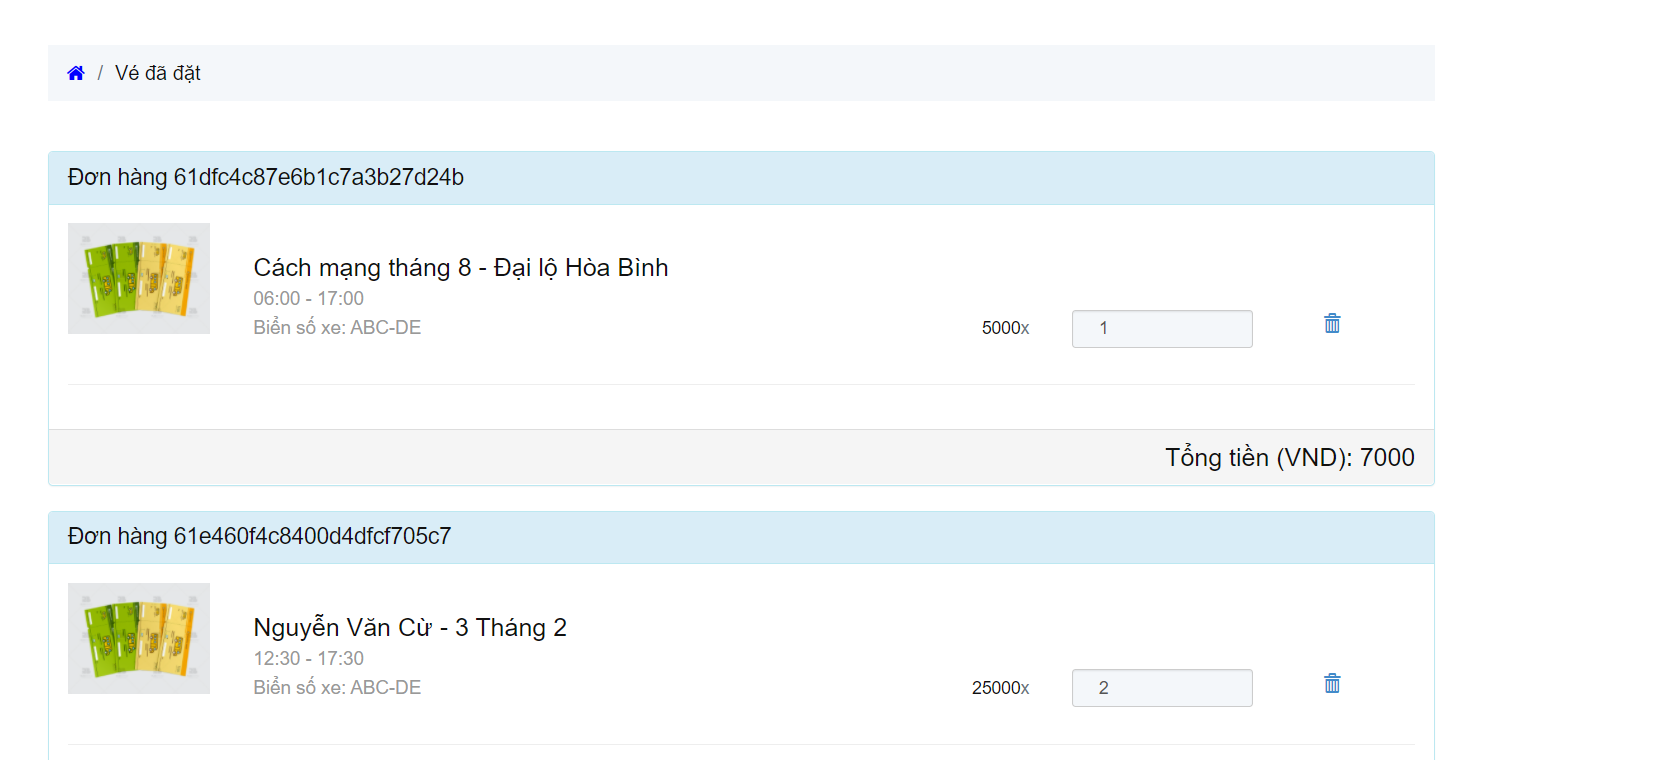 / Vé đã đặt
Đơn hàng 61dfc4c87e6b1c7a3b27d24b
Cách mạng tháng 8 - Đại lộ Hòa Bình
06:00 - 17:00
Biển số xe: ABC-DE
5000x
1
Tổng tiền (VND): 7000
Đơn hàng 61e460f4c8400d4dfcf705c7
Nguyễn Văn Cừ - 3 Tháng 2
12:30 - 17:30
Biển số xe: ABC-DE
25000x
2